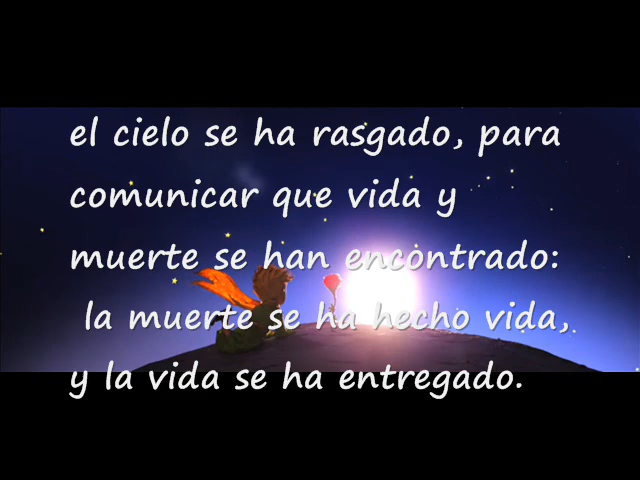 el cielo se ha rasgado, para
comunicar que vida y
muerte se han encontrado:
la muerte se ha hecho vida,
y la vida se ha entregado.